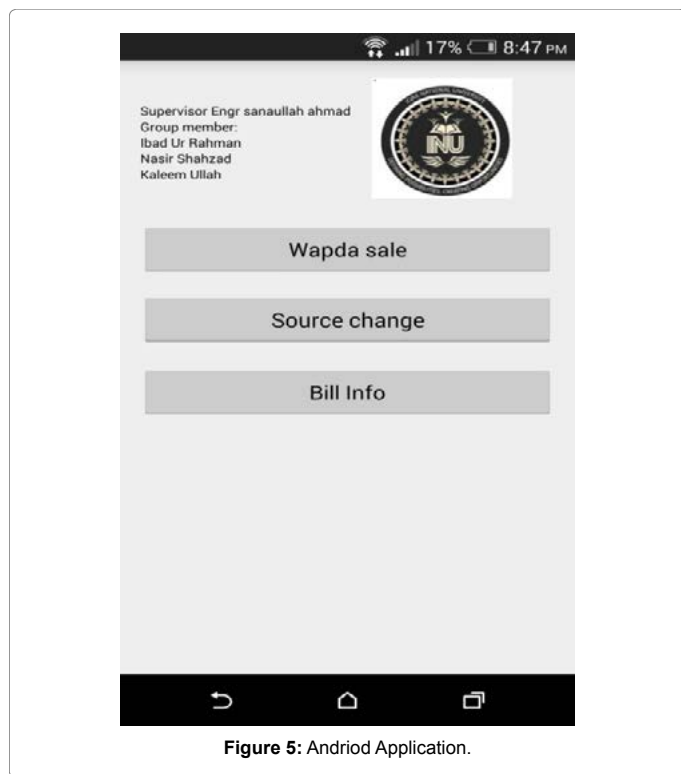 17% 8:47 PM
Supervisor Engr sanaullah ahmad
Group member:
Ibad Ur Rahman
Nasir Shahzad
Kaleem Ullah
INU
Wapda sale
Source change
Bill Info
Figure 5: Andriod Application.